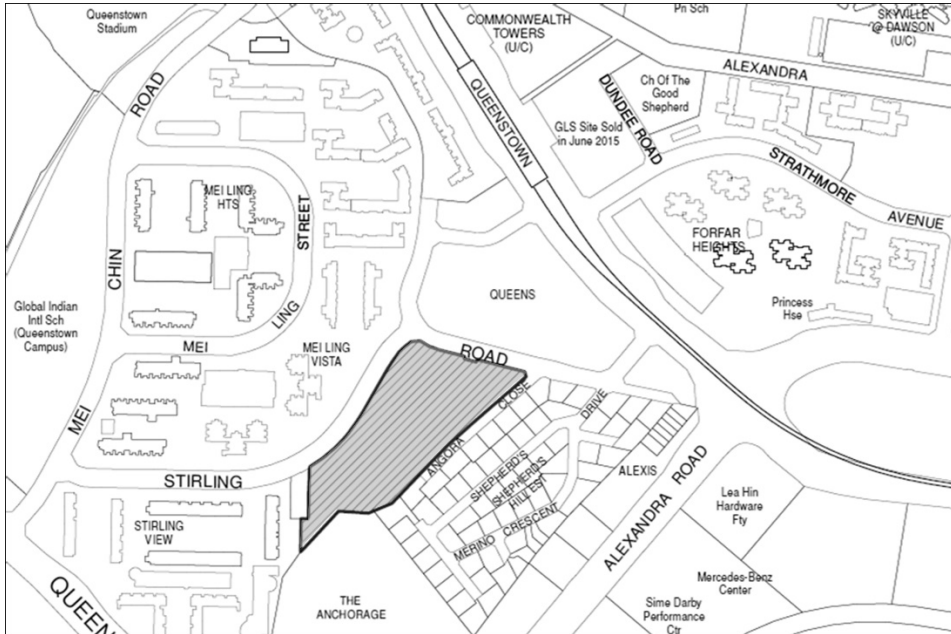 Queenstown
Stadium
COMMONWEALTH
TOWERS
(U/C)
Pri Sch
SKYVILLE
@ DAWSON
(U/C)
ALEXANDRA
ROAD
QUEENSTOWN
Ch Of The
Good
Shepherd
DUNDEE ROAD
GLS Site Sold
in June 2015
STRATHMORE
AVENUE
MEI LING
HTS
STREET
FORFAR
HEIGHTS
CHIN
QUEENS
Princess
Hse
Global Indian
Intl Sch
(Queenstown
Campus)
LING
MEI
MEI LING
VISTA
ROAD
MEI
CLOSE
DRIVE
ANGORA
STIRLING
SHEPHERD'S
SHEPHERD'S
HILL EST
ALEXIS
ALEXANDRA ROAD
Lea Hin
Hardware
Fty
STIRLING
VIEW
MERINO CRESCENT
QUEEN
THE
ANCHORAGE
Mercedes-Benz
Center
Sime Darby
Performance
Ctr